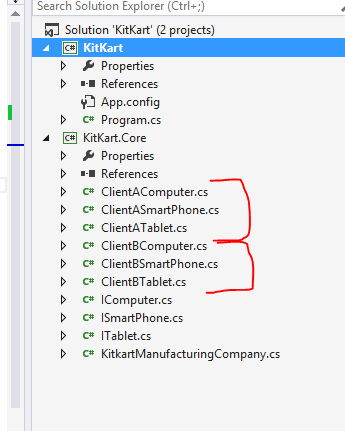 Search Solution Explorer (Ctrl+;)
Solution 'KitKart' (2 projects)
C# KitKart
Properties
References
App.config
C# Program.cs
C# KitKart.Core
Properties
References
C# ClientAComputer.cs
C# ClientASmartPhone.cs
C# ClientATablet.cs
C# ClientBComputer.cs
C# ClientBSmartPhone.cs
C# ClientBTablet.cs
C# IComputer.cs
C# ISmartPhone.cs
C# ITablet.cs
C# KitkartManufacturingCompany.cs